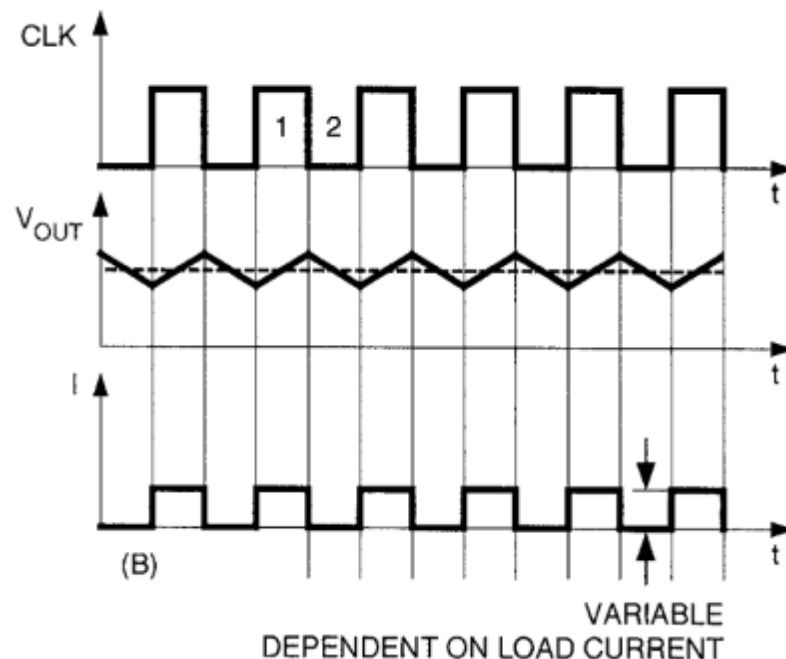 CLK
1 2
t
VOUT
t
I
t
(B)
VARIABLE
DEPENDENT ON LOAD CURRENT